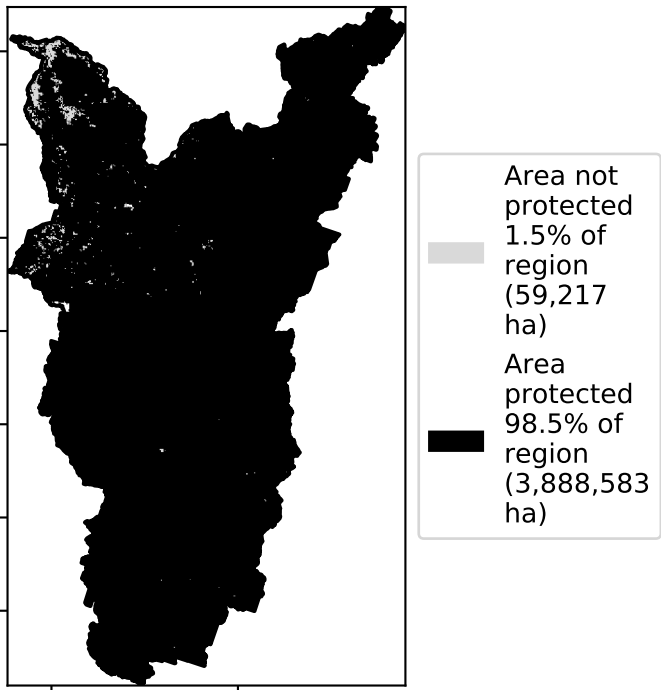 Area not
protected
1.5% of
region
(59,217
ha)
Area
protected
98.5% of
region
(3,888,583
ha)